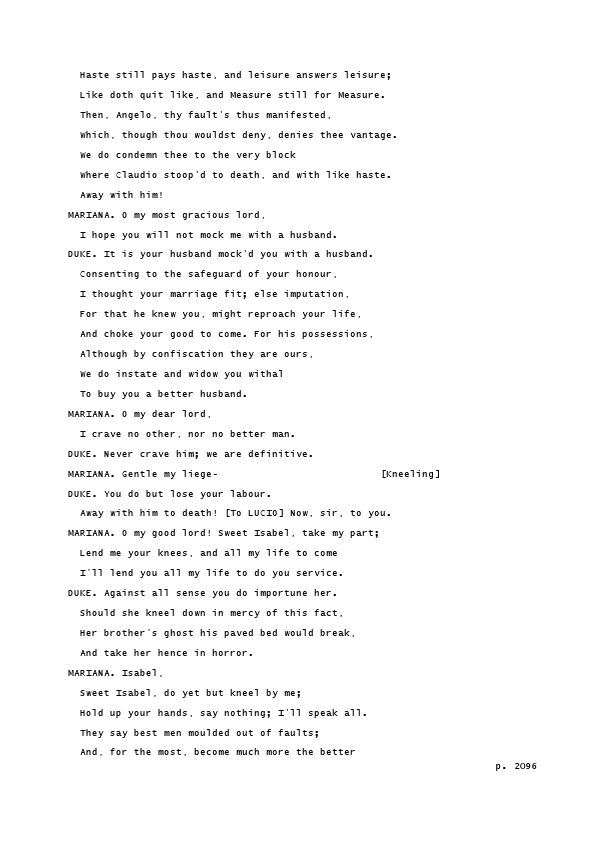 Haste still pays haste, and leisure answers leisure;
Like doth quit like, and Measure still for Measure.
Then, Angelo, thy fault's thus manifested,
Which, though thou wouldst deny, denies thee vantage.
We do condemn thee to the very block
Where Claudio stoop'd to death, and with like haste.
Away with him!
MARIANA. O my most gracious lord,
I hope you will not mock me with a husband.
DUKE. It is your husband mock'd you with a husband.
Consenting to the safeguard of your honour,
I thought your marriage fit; else imputation,
For that he knew you, might reproach your life,
And choke your good to come. For his possessions,
Although by confiscation they are ours,
We do instate and widow you withal
To buy you a better husband.
MARIANA. O my dear lord,
I crave no other, nor no better man.
DUKE. Never crave him; we are definitive.
MARIANA. Gentle my liege- [Kneeling]
DUKE. You do but lose your labour.
Away with him to death! [To LUCIO] Now, sir, to you.
MARIANA. O my good lord! Sweet Isabel, take my part;
Lend me your knees, and all my life to come
I'll lend you all my life to do you service.
DUKE. Against all sense you do importune her.
Should she kneel down in mercy of this fact,
Her brother's ghost his paved bed would break,
And take her hence in horror.
MARIANA. Isabel,
Sweet Isabel, do yet but kneel by me;
Hold up your hands, say nothing; I'll speak all.
They say best men moulded out of faults;
And, for the most, become much more the better
p. 2096